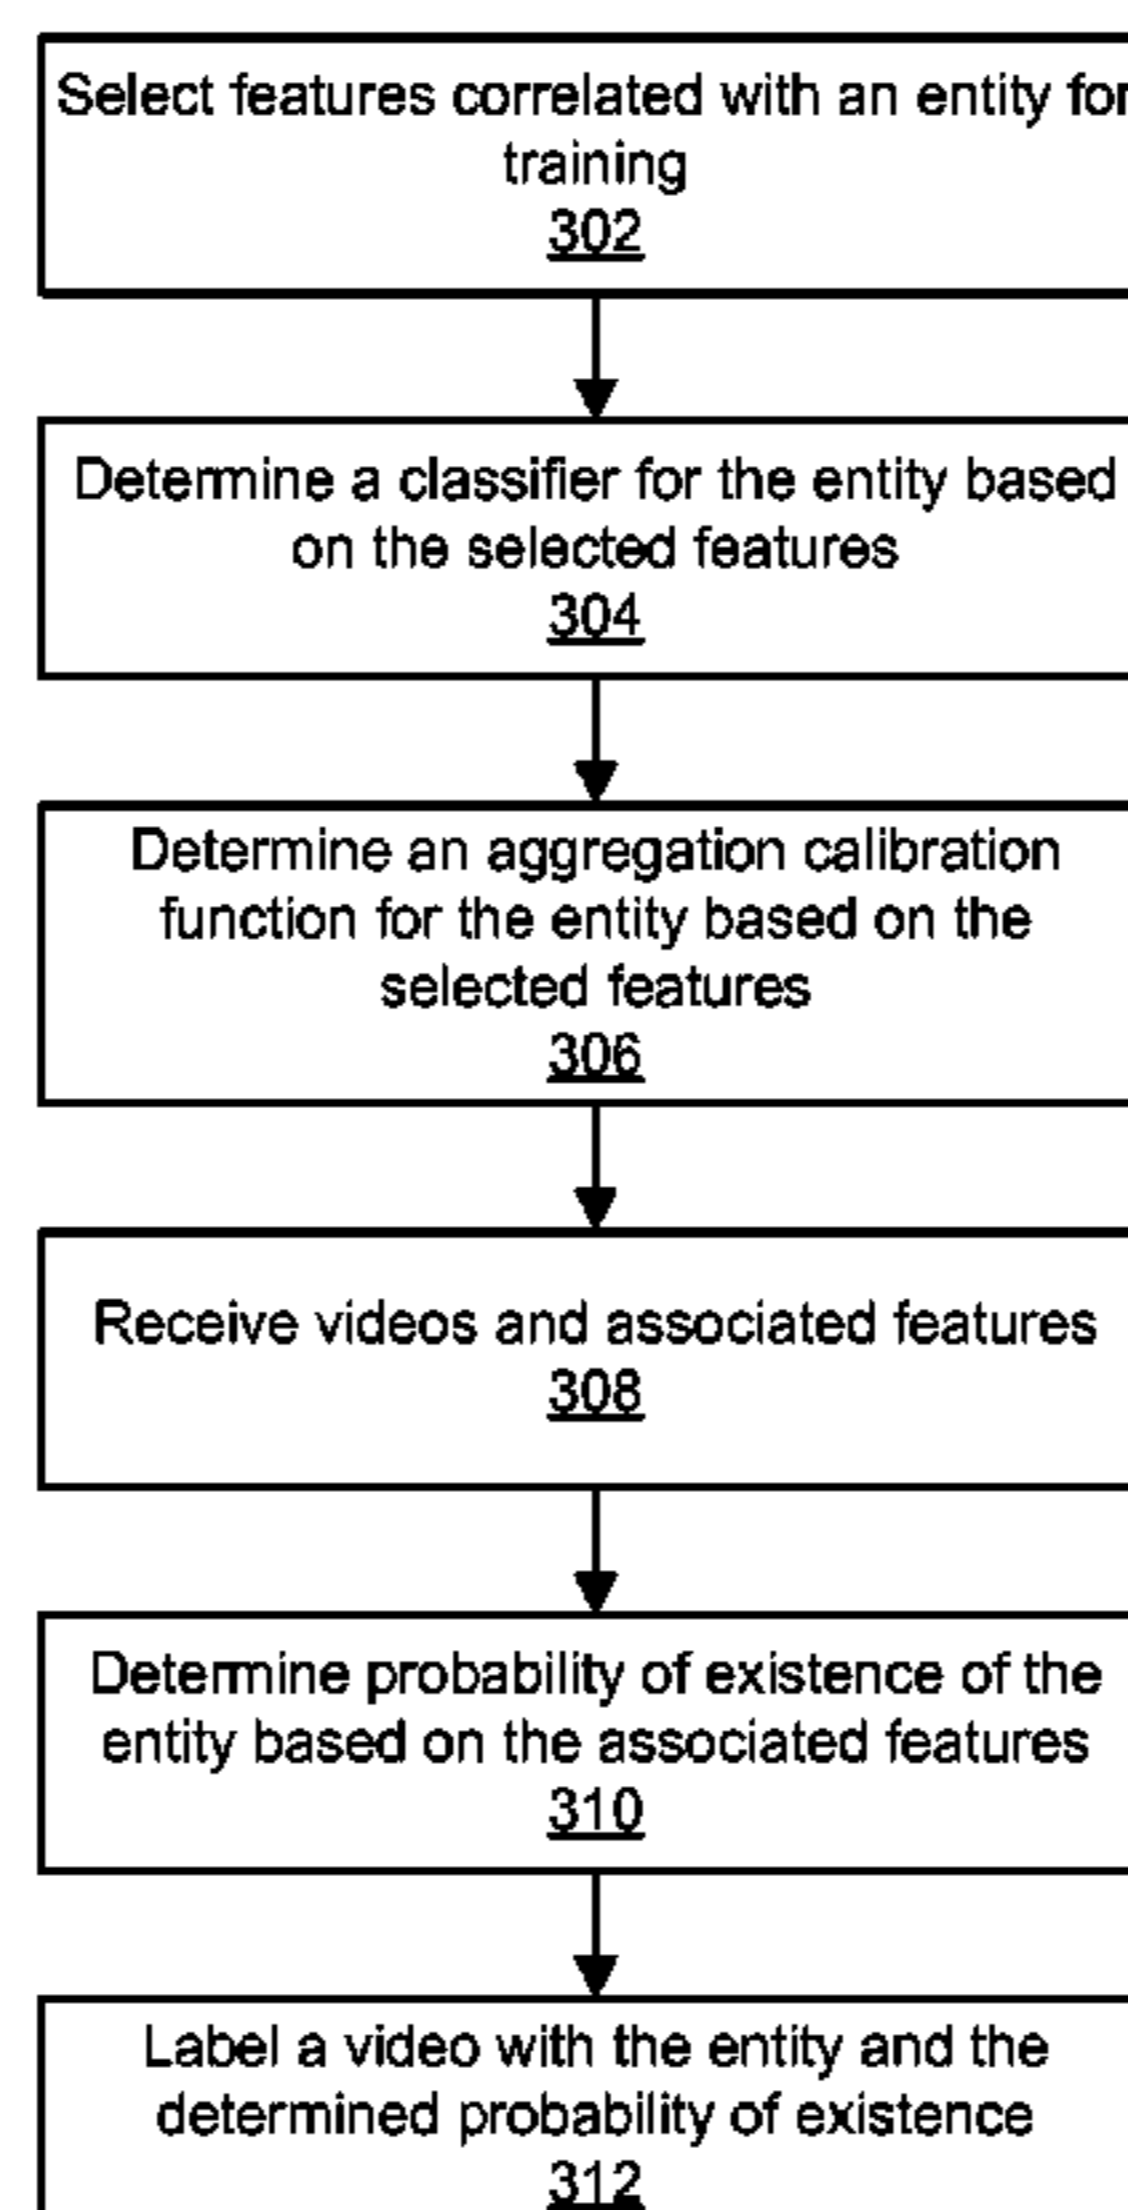 Select features correlated with an entity for
training
302
Determine a classifier for the entity based
on the selected features
304
Determine an aggregation calibration
function for the entity based on the
selected features
306
Receive videos and associated features
308
Determine probability of existence of the
entity based on the associated features
310
Label a video with the entity and the
determined probability of existence
312